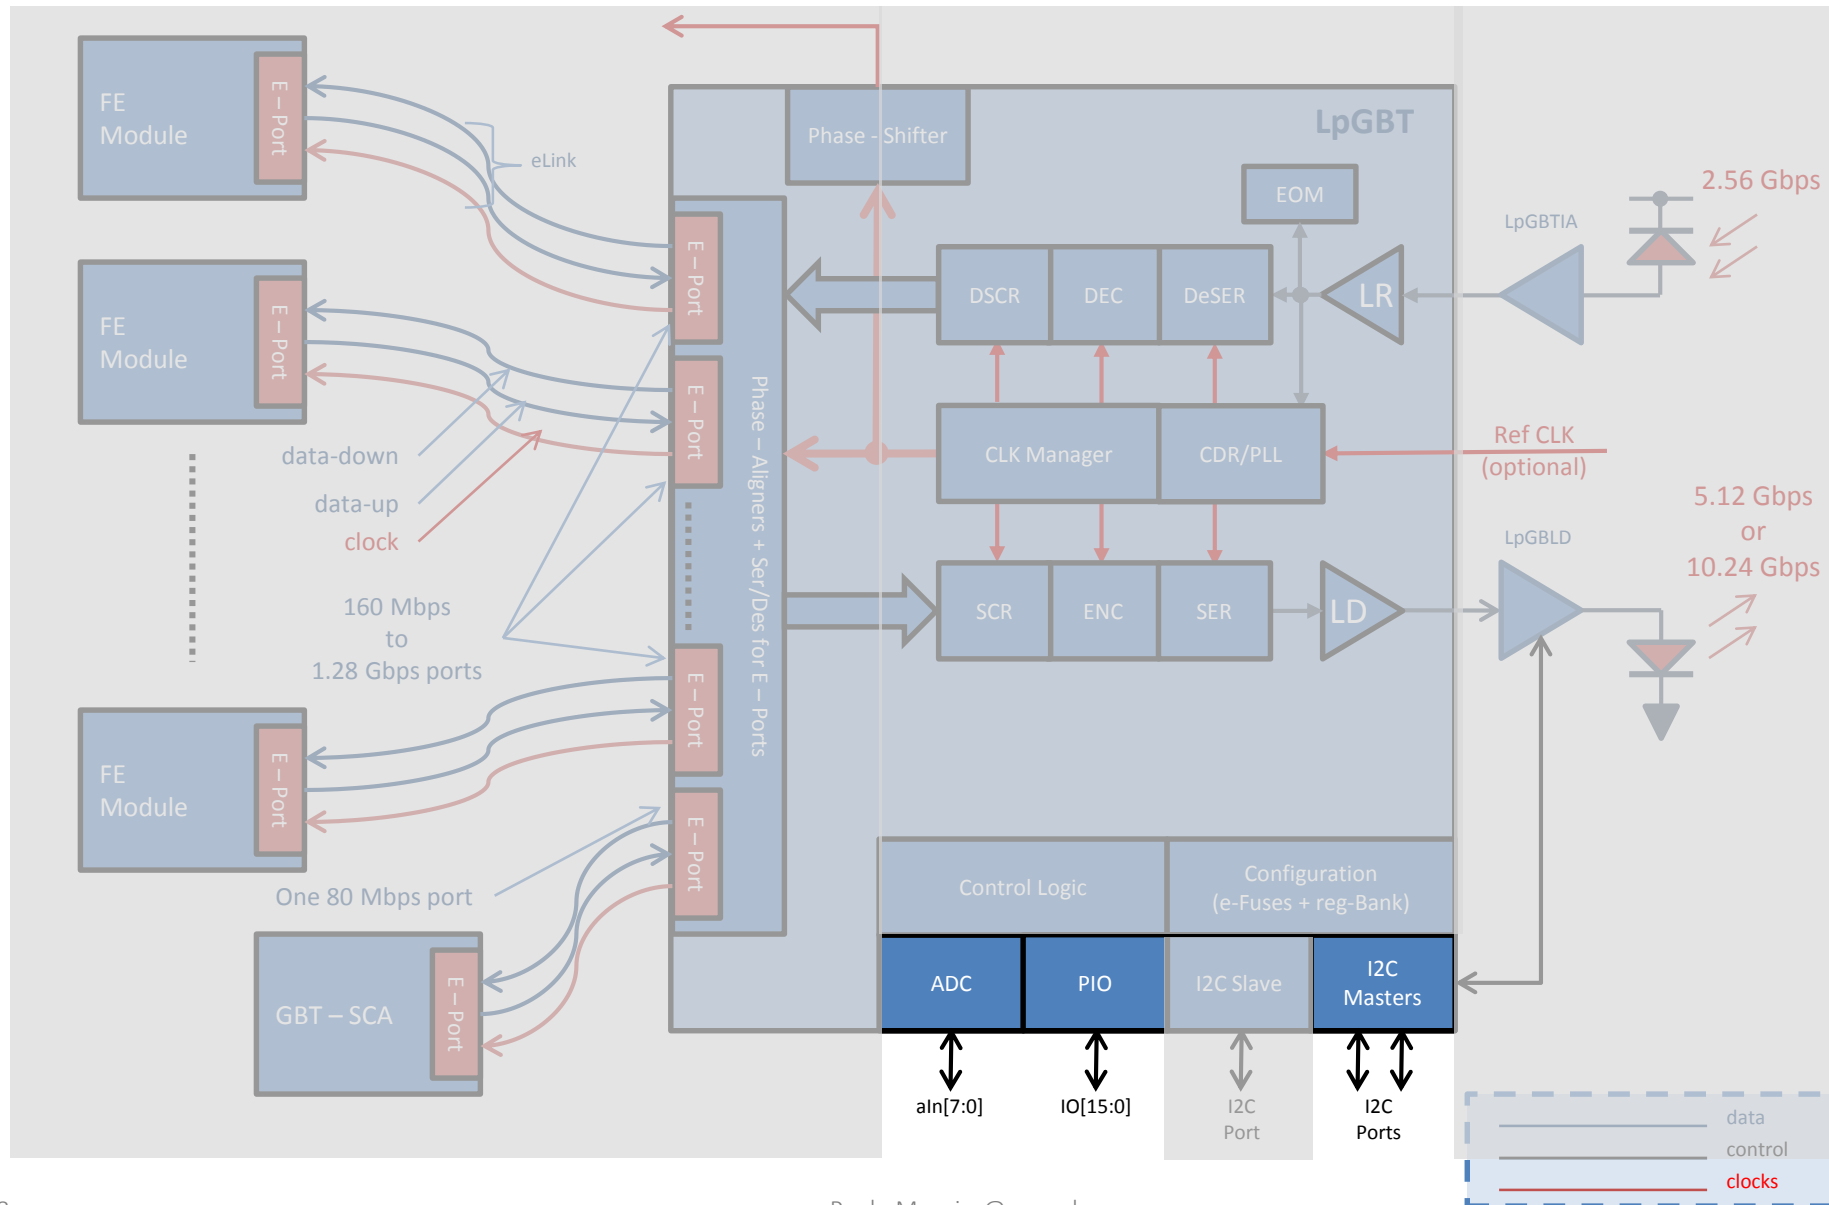 FE
Module
E – Port
eLink
Phase - Shifter
LpGBT
EOM
2.56 Gbps
LpGBTIA
E – Port
DSCR
DEC
DeSER
LR
FE
Module
E – Port
E – Port
Phase – Aligners + Ser/Des for E – Ports
CLK Manager
CDR/PLL
Ref CLK
(optional)
data-down
data-up
clock
5.12 Gbps
or
10.24 Gbps
LpGBLD
160 Mbps
to
1.28 Gbps ports
SCR
ENC
SER
LD
FE
Module
E – Port
E – Port
E – Port
One 80 Mbps port
Control Logic
Configuration
(e-Fuses + reg-Bank)
GBT – SCA
E – Port
ADC
PIO
I2C Slave
I2C
Masters
aIn[7:0]
IO[15:0]
I2C
Port
I2C
Ports
data
control
clocks